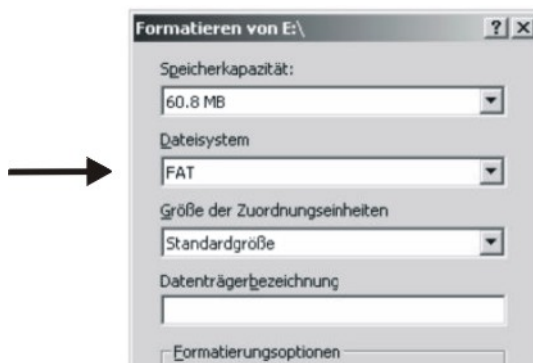 Formatieren von E:\
Speicherkapazität:
60.8 MB
Dateisystem
FAT
Größe der Zuordnungseinheiten
Standardgröße
Datenträgerbezeichnung
Formatierungsoptionen